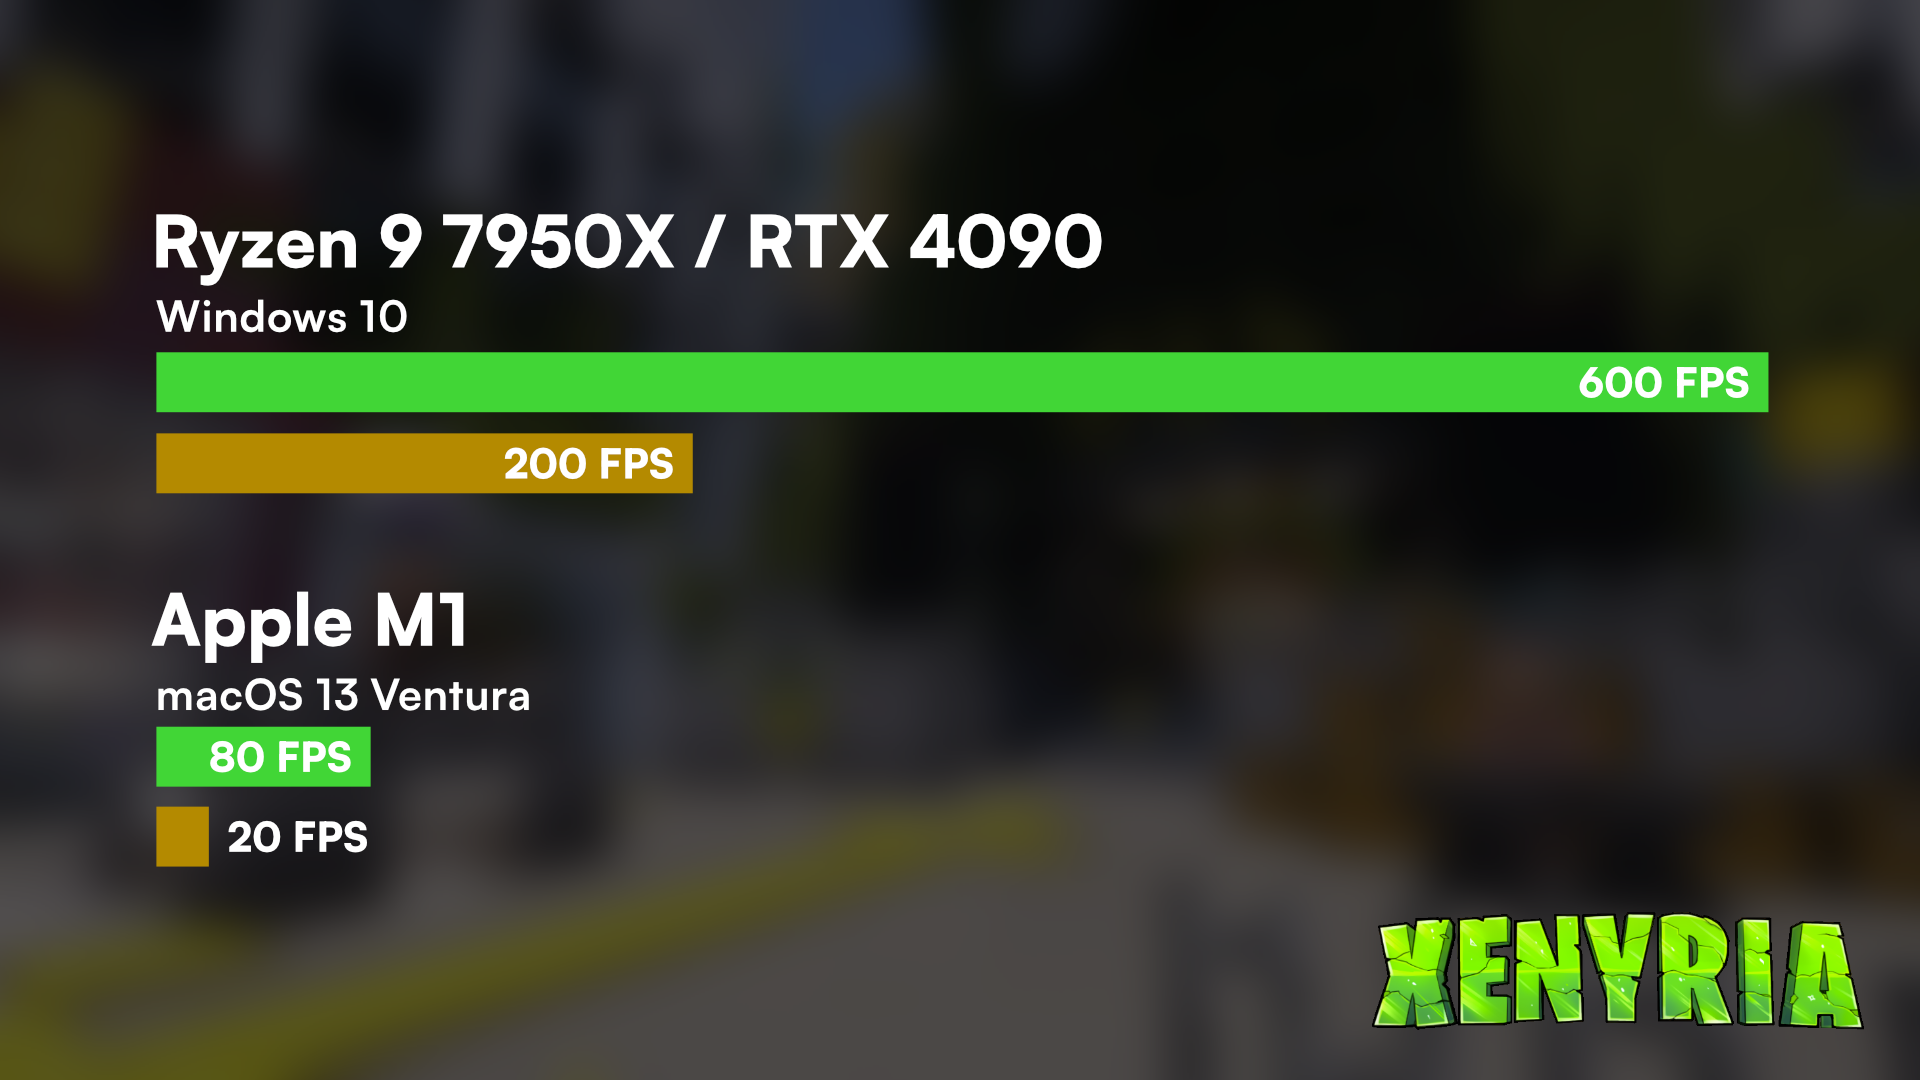 Ryzen 9 7950X / RTX 4090
Windows 10
600 FPS
200 FPS
Apple M1
macOS 13 Ventura
80 FPS
20 FPS
XENYRIA